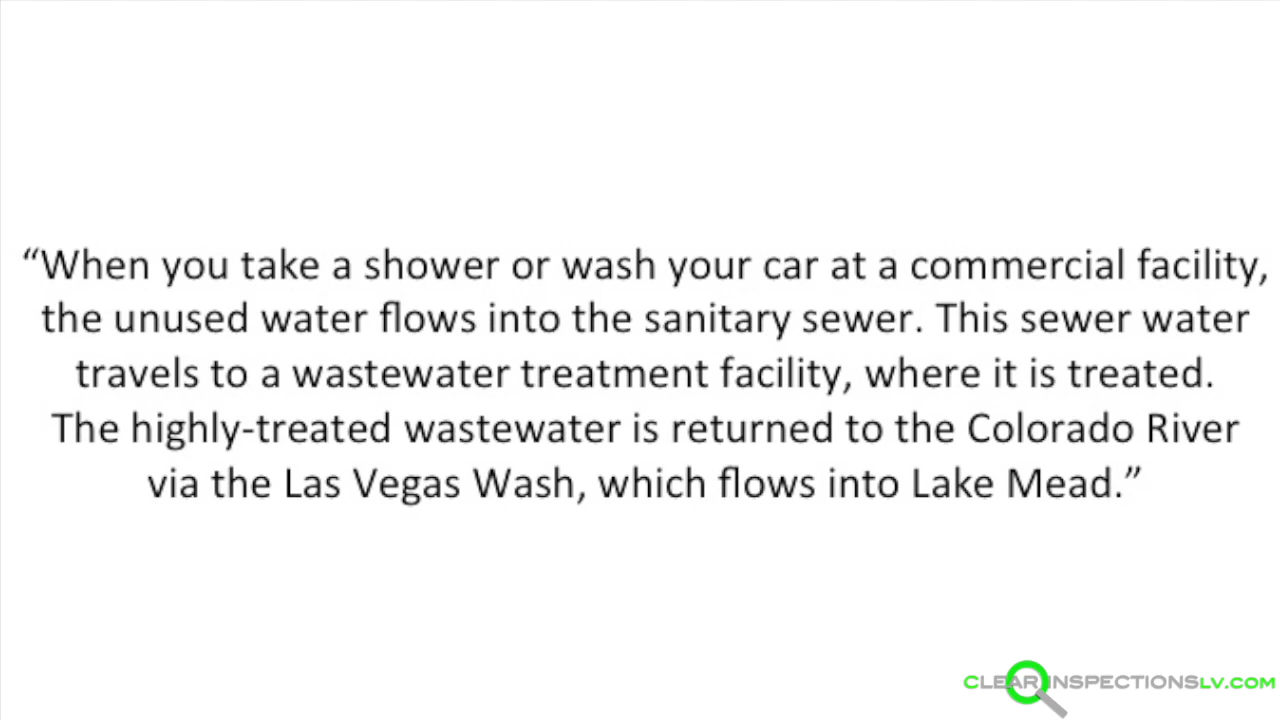 “When you take a shower or wash your car at a commercial facility,
the unused water flows into the sanitary sewer. This sewer water
travels to a wastewater treatment facility, where it is treated.
The highly-treated wastewater is returned to the Colorado River
via the Las Vegas Wash, which flows into Lake Mead.”
CLEARINSPECTIONSLV.COM